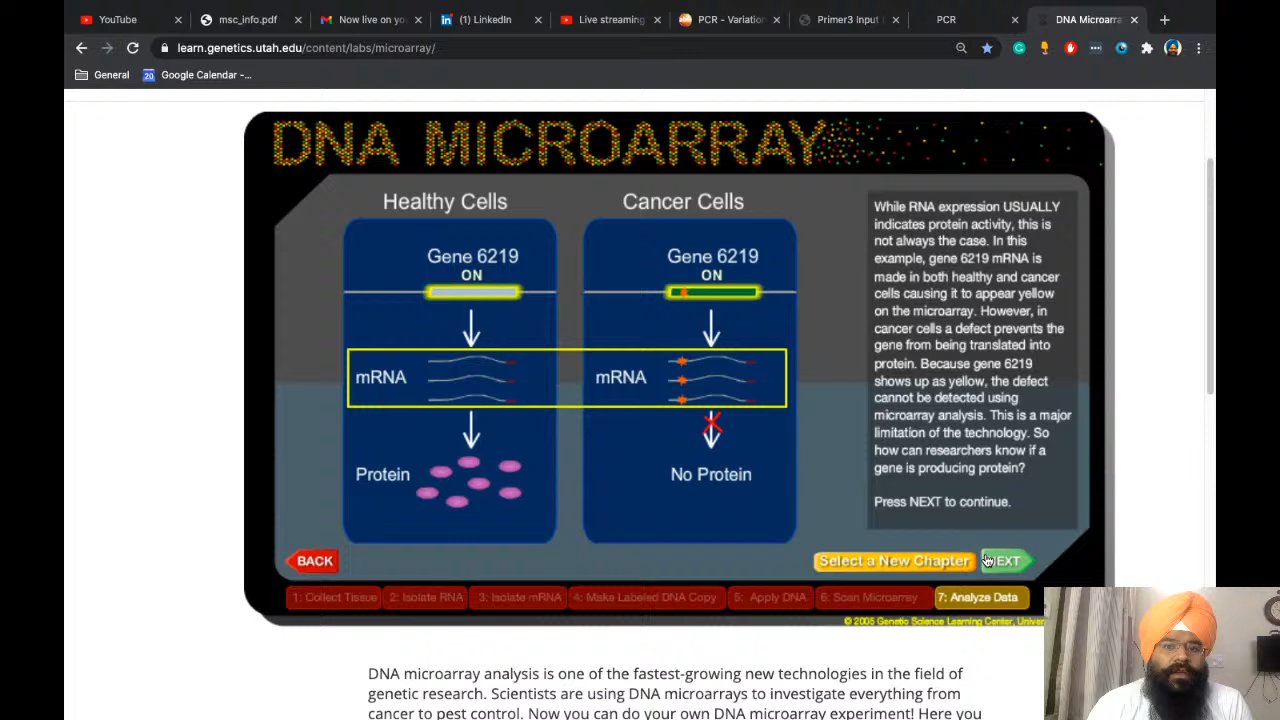 YouTube
msc_info.pdf
Now live on yo
(1) LinkedIn
Live streaming
PCR - Variation
Primer3 Input (
PCR
DNA Microarra
learn.genetics.utah.edu/content/labs/microarray/
General
Google Calendar -...
DNA MICROARRAY
Healthy Cells
Cancer Cells
Gene 6219
ON
Gene 6219
ON
mRNA
mRNA
Protein
No Protein
While RNA expression USUALLY
indicates protein activity, this is
not always the case. In this
example, gene 6219 mRNA is
made in both healthy and cancer
cells causing it to appear yellow
on the microarray. However, in
cancer cells a defect prevents the
gene from being translated into
protein. Because gene 6219
shows up as yellow, the defect
cannot be detected using
microarray analysis. This is a major
limitation of the technology. So
how can researchers know if a
gene is producing protein?
Press NEXT to continue.
BACK
Select a New Chapter
NEXT
1: Collect Tissue
2: Isolate RNA
3: Isolate mRNA
4: Make Labeled DNA Copy
5: Apply DNA
6: Scan Microarray
7: Analyze Data
© 2005 Genetic Science Learning Center, Univer
DNA microarray analysis is one of the fastest-growing new technologies in the field of
genetic research. Scientists are using DNA microarrays to investigate everything from
cancer to pest control. Now you can do your own DNA microarray experiment! Here you